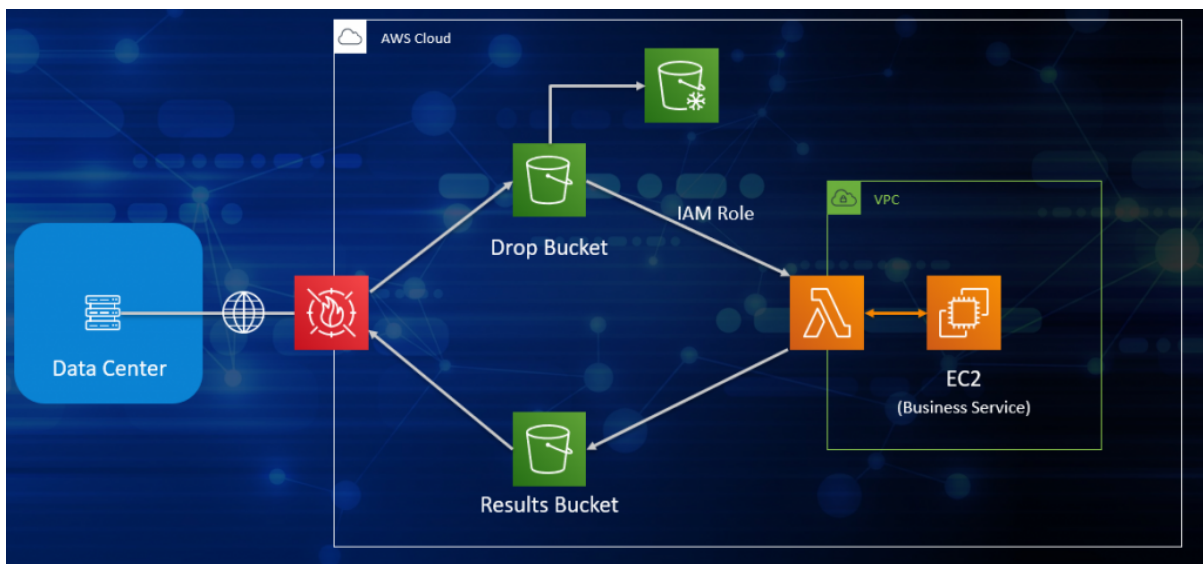 AWS Cloud
IAM Role
VPC
Drop Bucket
Data Center
EC2
(Business Service)
Results Bucket